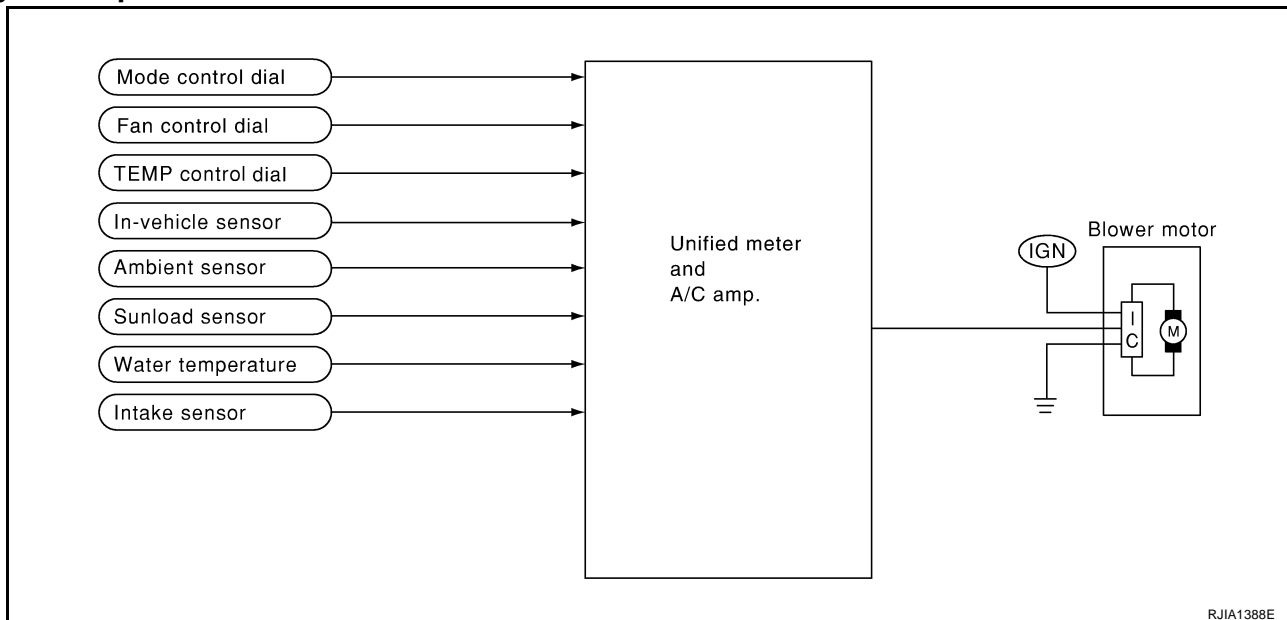 Mode control dial
Fan control dial
TEMP control dial
In-vehicle sensor
Ambient sensor
Sunload sensor
Water temperature
Intake sensor
Unified meter
and
A/C amp.
IGN
Blower motor
I
C
M
RJIA1388E